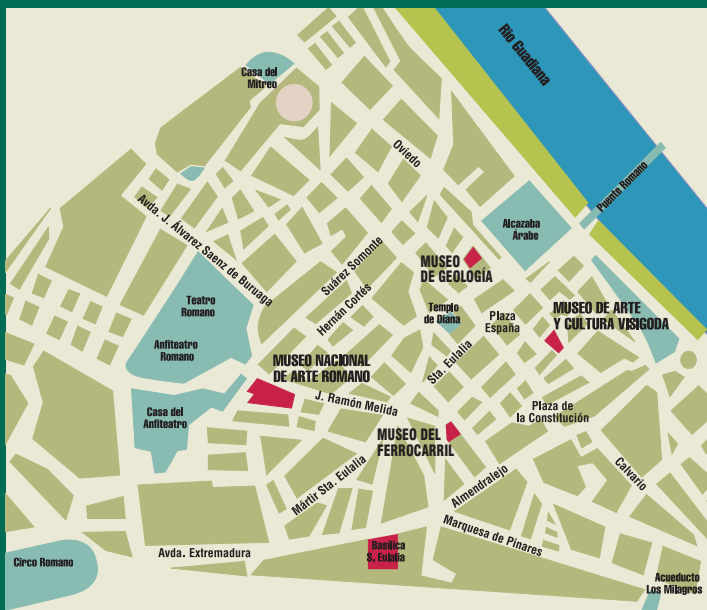 Rio Guadiana
Casa del
Mitreo
Oviedo
Puente Romano
Avda. J. Álvarez Saenz de Buruaga
Alcazaba
Árabe
Suárez Somonte
MUSEO
DE GEOLOGÍA
Teatro
Romano
Hernán Cortés
Templo
de Diana
Plaza
España
MUSEO DE ARTE
Y CULTURA VISIGODA
Anfiteatro
Romano
Sta. Eulalia
MUSEO NACIONAL
DE ARTE ROMANO
J. Ramón Melida
Casa del
Anfiteatro
Plaza de
la Constitución
MUSEO DEL
FERROCARRIL
Mártir Sta. Eulalia
Almendralejo
Calvario
Marquesa de Pinares
Avda. Extremadura
Basílica
S. Eulalia
Circo Romano
Acueducto
Los Milagros